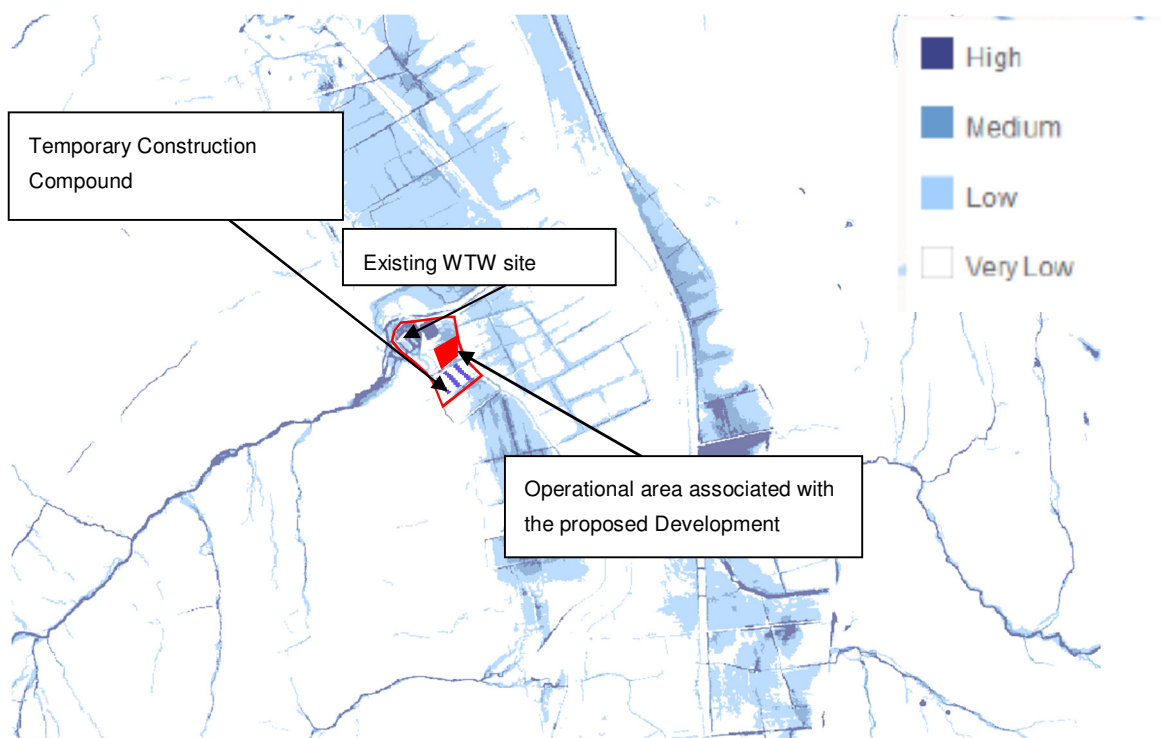 High
Medium
Low
Very Low
Temporary Construction
Compound
Existing WTW site
Operational area associated with
the proposed Development